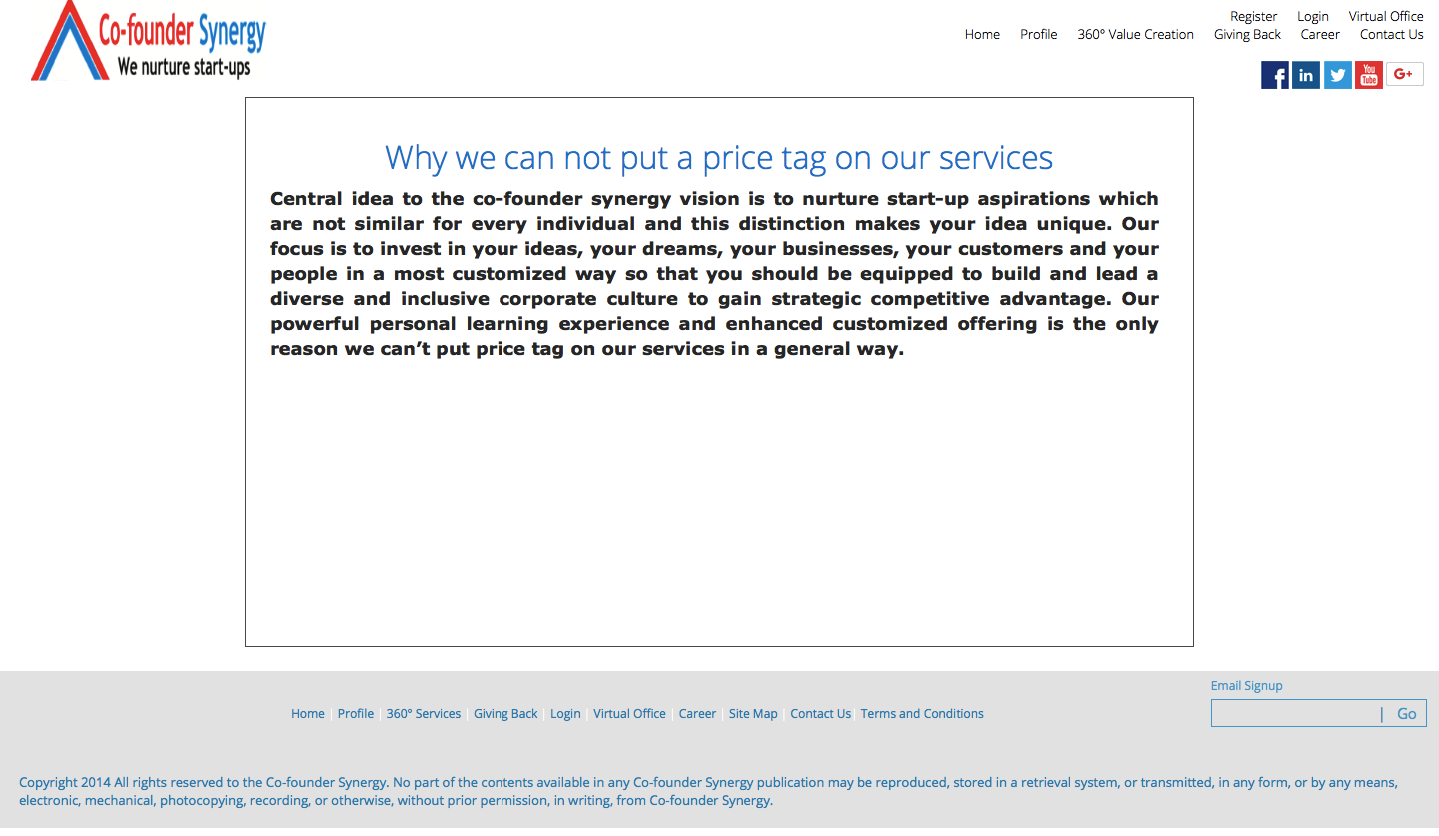 Co-founder Synergy
We nurture start-ups
Register Login Virtual Office
Home Profile 360° Value Creation Giving Back Career Contact Us
f in You Tube G+
Why we can not put a price tag on our services
Central idea to the co-founder synergy vision is to nurture start-up aspirations which
are not similar for every individual and this distinction makes your idea unique. Our
focus is to invest in your ideas, your dreams, your businesses, your customers and your
people in a most customized way so that you should be equipped to build and lead a
diverse and inclusive corporate culture to gain strategic competitive advantage. Our
powerful personal learning experience and enhanced customized offering is the only
reason we can’t put price tag on our services in a general way.
Email Signup
Home | Profile | 360° Services | Giving Back | Login | Virtual Office | Career | Site Map | Contact Us | Terms and Conditions
| Go
Copyright 2014 All rights reserved to the Co-founder Synergy. No part of the contents available in any Co-founder Synergy publication may be reproduced, stored in a retrieval system, or transmitted, in any form, or by any means,
electronic, mechanical, photocopying, recording, or otherwise, without prior permission, in writing, from Co-founder Synergy.